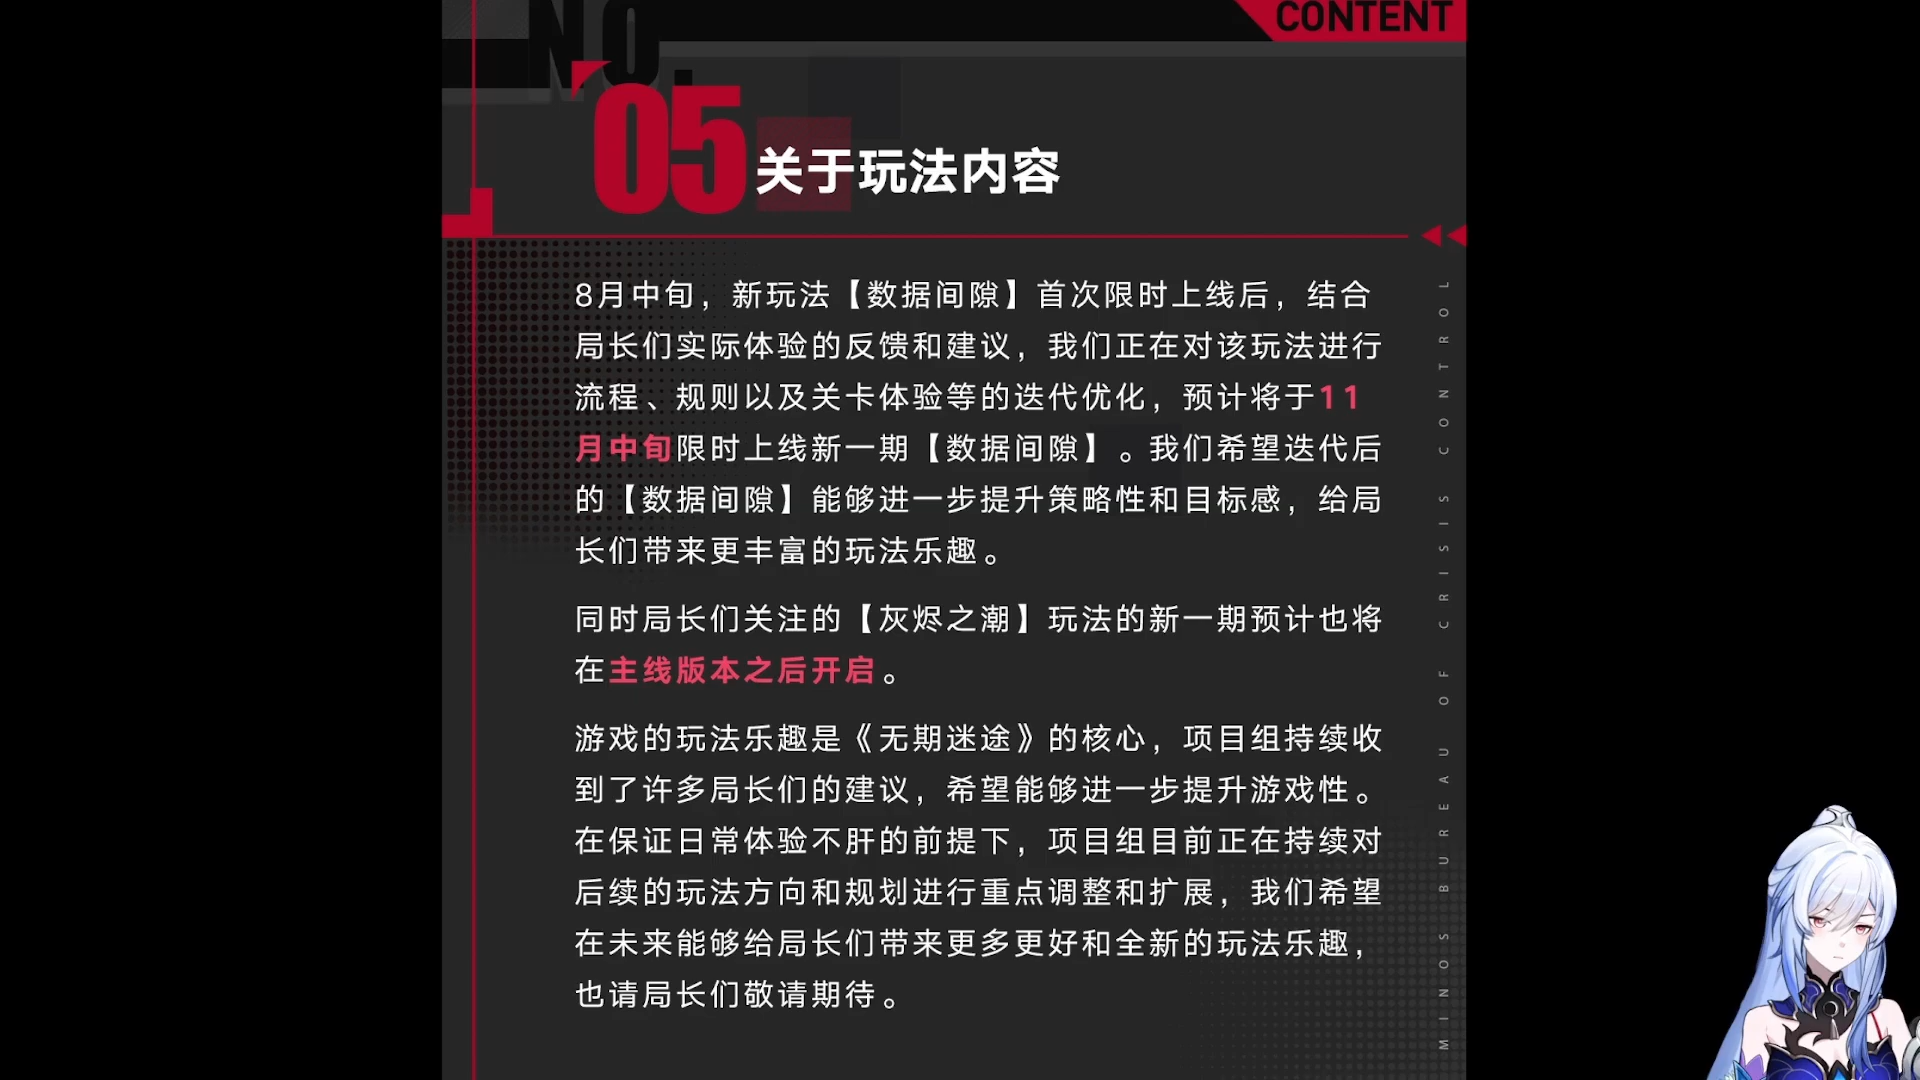 NO.
CONTENT
05 关于玩法内容
8月中旬，新玩法【数据间隙】首次限时上线后，结合
局长们实际体验的反馈和建议，我们正在对该玩法进行
流程、规则以及关卡体验等的迭代优化，预计将于11
月中旬限时上线新一期【数据间隙】。我们希望迭代后
的【数据间隙】能够进一步提升策略性和目标感，给局
长们带来更丰富的玩法乐趣。
同时局长们关注的【灰烬之潮】玩法的新一期预计也将
在主线版本之后开启。
游戏的玩法乐趣是《无期迷途》的核心，项目组持续收
到了许多局长们的建议，希望能够进一步提升游戏性。
在保证日常体验不肝的前提下，项目组目前正在持续对
后续的玩法方向和规划进行重点调整和扩展，我们希望
在未来能够给局长们带来更多更好和全新的玩法乐趣，
也请局长们敬请期待。
MINOS BUREAU OF CRISIS CONTROL